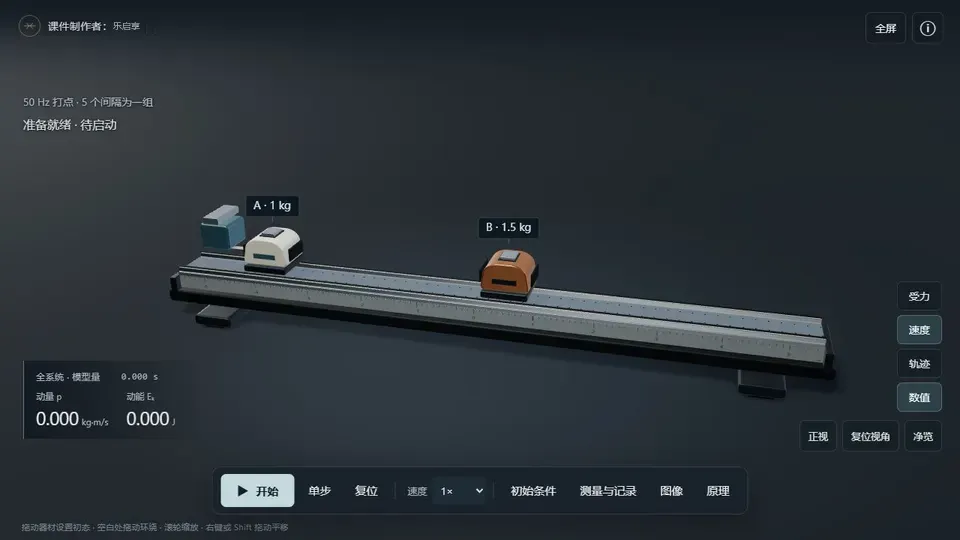 课件制作者：乐启享
全屏
50 Hz 打点 · 5 个间隔为一组
准备就绪 · 待启动
A · 1 kg
B · 1.5 kg
受力
速度
轨迹
数值
全系统 · 模型量 0.000 s
动量 p 动能 Eₖ
0.000 kg·m/s 0.000 J
正视 复位视角 净览
开始 单步 复位 速度 1× 初始条件 测量与记录 图像 原理
拖动器材设置初态 · 空白处拖动环绕 · 滚轮缩放 · 右键或 Shift 拖动平移